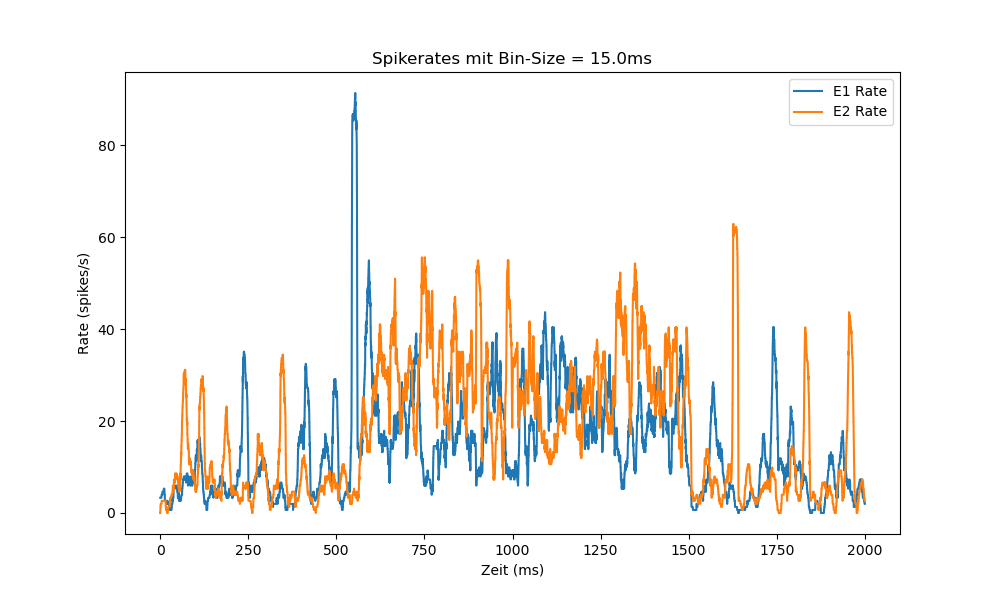 Spikerates mit Bin-Size = 15.0ms
E1 Rate
E2 Rate
80
60
40
20
0
Rate (spikes/s)
0 250 500 750 1000 1250 1500 1750 2000
Zeit (ms)